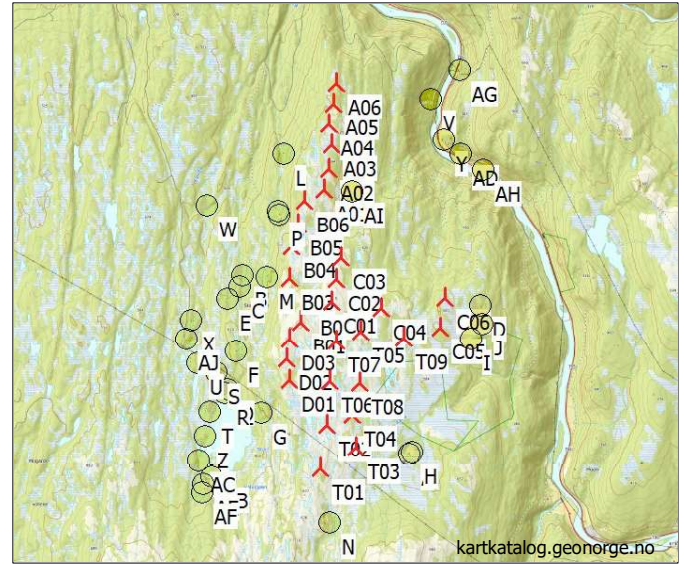 AG
A06
V
A05
A04
Y
A03
AD
L
A02
AH
AI
W
B06
P
B05
B04
C03
M
B03
C02
C
E
C01
C04
C06
D
X
B01
T05
C05
J
AJ
D03
T07
T09
I
F
D02
U
S
D01
T06
T08
R
G
T
T04
Z
T03
H
AC
T01
AF
N
kartkatalog.geonorge.no